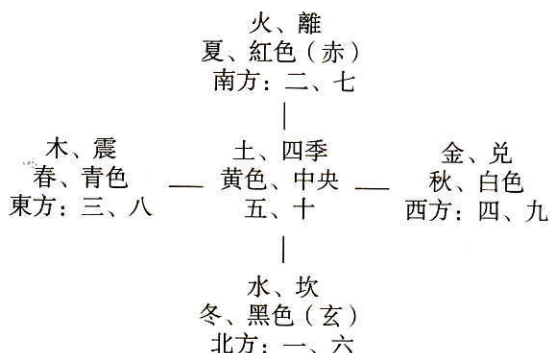 火、離
夏、紅色（赤）
南方：二、七
木、震
春、青色
東方：三、八
土、四季
黄色、中央
五、十
金、兑
秋、白色
西方：四、九
水、坎
冬、黑色（玄）
北方：一、六